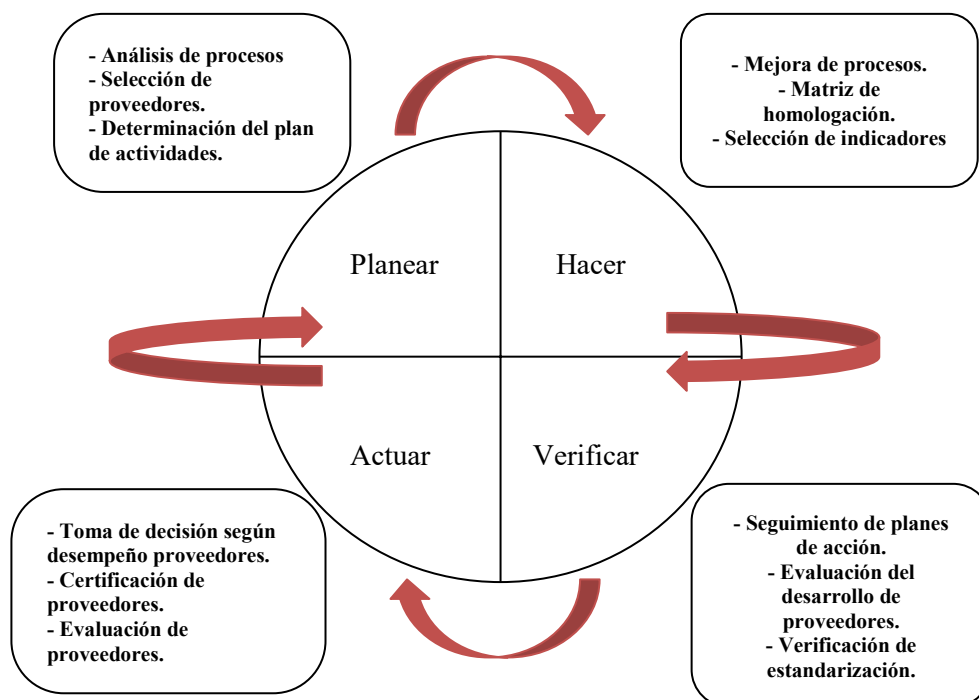 - Análisis de procesos
- Selección de
proveedores.
- Determinación del plan
de actividades.
- Mejora de procesos.
- Matriz de
homologación.
- Selección de indicadores
Planear
Hacer
Actuar
Verificar
- Toma de decisión según
desempeño proveedores.
- Certificación de
proveedores.
- Evaluación de
proveedores.
- Seguimiento de planes
de acción.
- Evaluación del
desarrollo de
proveedores.
- Verificación de
estandarización.